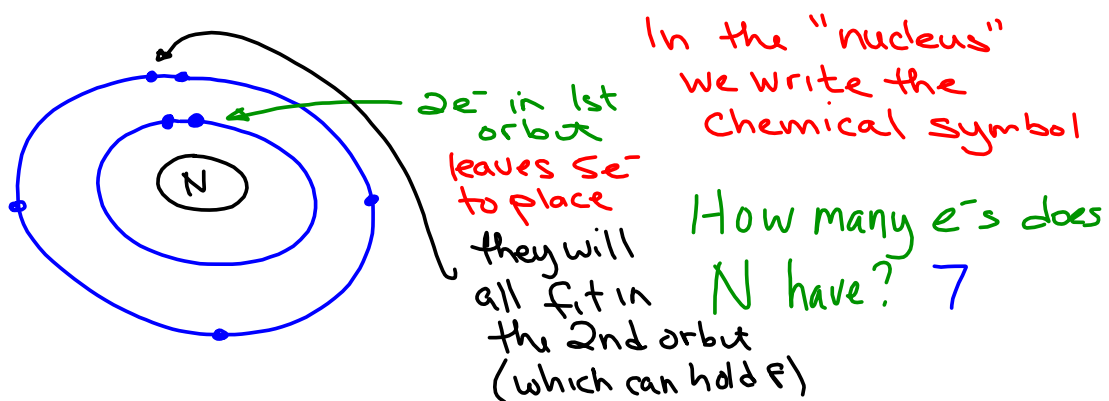 N
2e⁻ in 1st
orbit
leaves 5e⁻
to place
they will
all fit in
the 2nd orbit
(which can hold 8)
In the "nucleus"
we write the
chemical symbol
How many e⁻s does
N have? 7